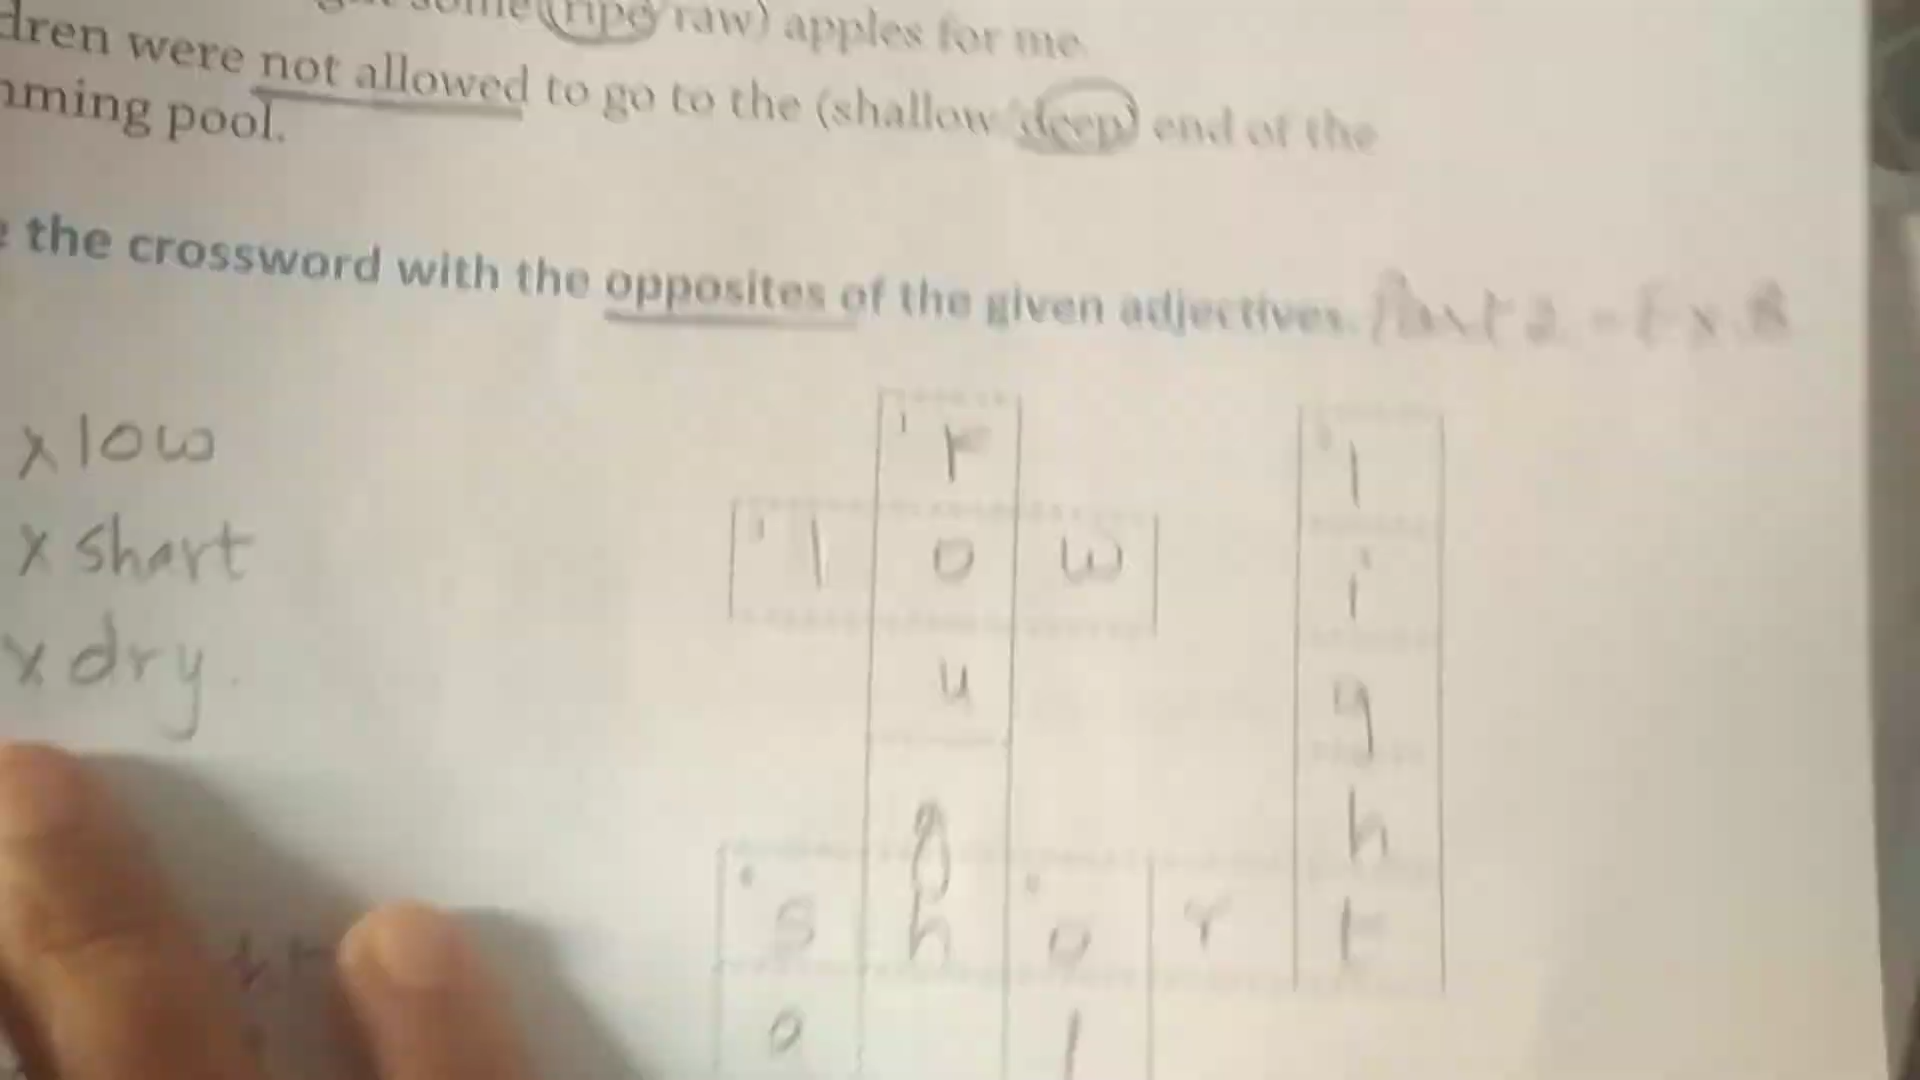 some (ripe/raw) apples for me.
dren were not allowed to go to the (shallow/deep) end of the
ming pool.
the crossword with the opposites of the given adjectives.
x low
x short
x dry.
1 r
l
l o w
i
u
g
g
h
s h o r t
o l